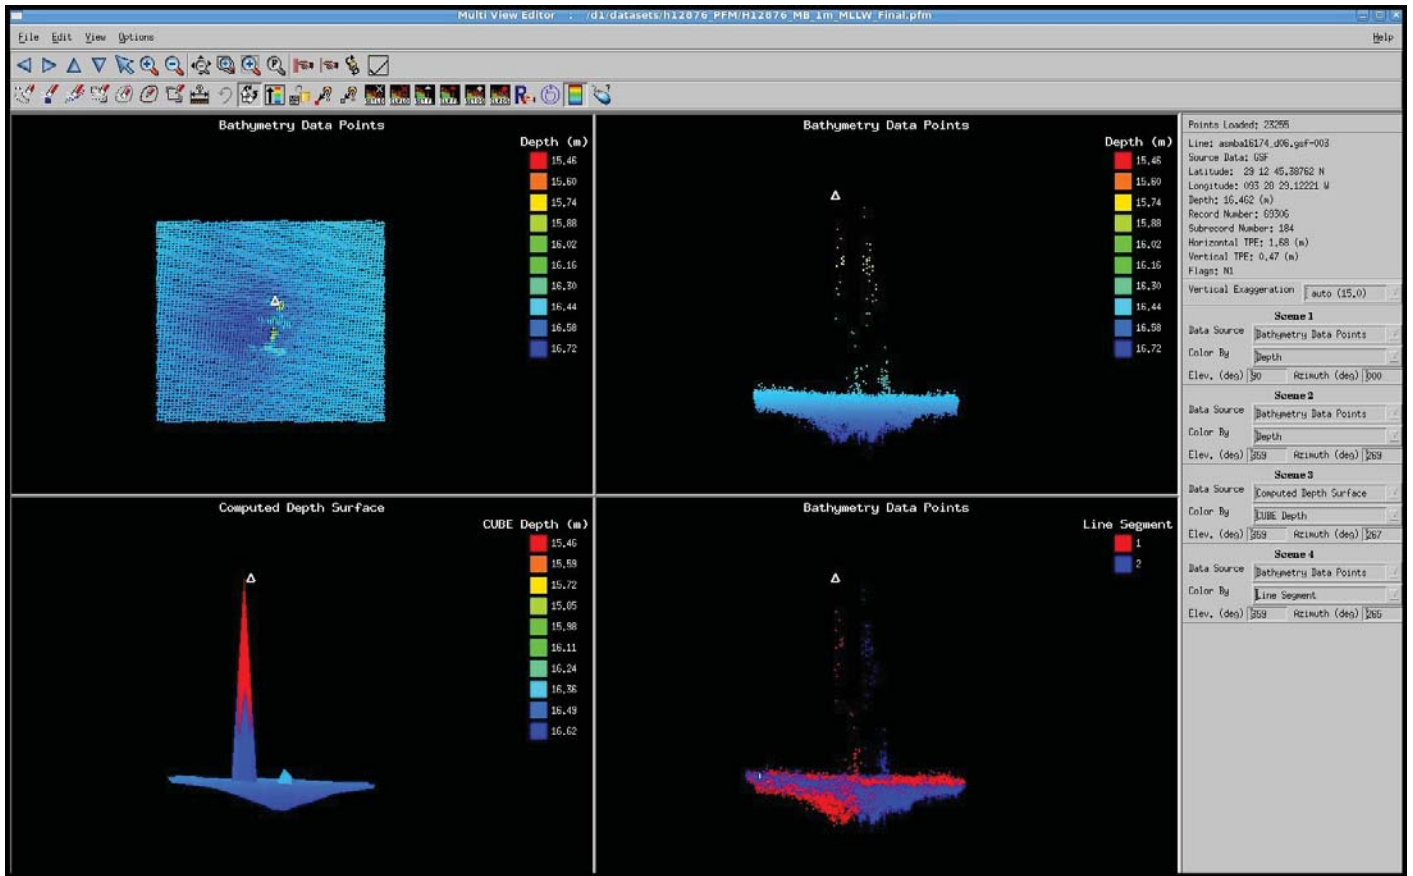 Multi View Editor : /d1/datasets/h12876_PFM/H12876_MB_1m_MLLW_Final.pfm
File Edit View Options Help
Bathymetry Data Points
Depth (m)
15.46
15.60
15.74
15.88
16.02
16.16
16.30
16.44
16.58
16.72
Bathymetry Data Points
Depth (m)
15.46
15.60
15.74
15.88
16.02
16.16
16.30
16.44
16.58
16.72
Computed Depth Surface
CUBE Depth (m)
15.46
15.59
15.72
15.85
15.98
16.11
16.24
16.36
16.49
16.62
Bathymetry Data Points
Line Segment
1
2
Points Loaded: 23255
Line: asmba16174_d06.gsf-003
Source Data: GSF
Latitude: 29 12 45.38762 N
Longitude: 093 28 29.12221 W
Depth: 16.462 (m)
Record Number: 69306
Subrecord Number: 184
Horizontal TPE: 1.68 (m)
Vertical TPE: 0.47 (m)
Flags: N1
Vertical Exaggeration auto (15.0)
Scene 1
Data Source Bathymetry Data Points
Color By Depth
Elev. (deg) 90 Azimuth (deg) 000
Scene 2
Data Source Bathymetry Data Points
Color By Depth
Elev. (deg) 359 Azimuth (deg) 269
Scene 3
Data Source Computed Depth Surface
Color By CUBE Depth
Elev. (deg) 359 Azimuth (deg) 267
Scene 4
Data Source Bathymetry Data Points
Color By Line Segment
Elev. (deg) 359 Azimuth (deg) 265